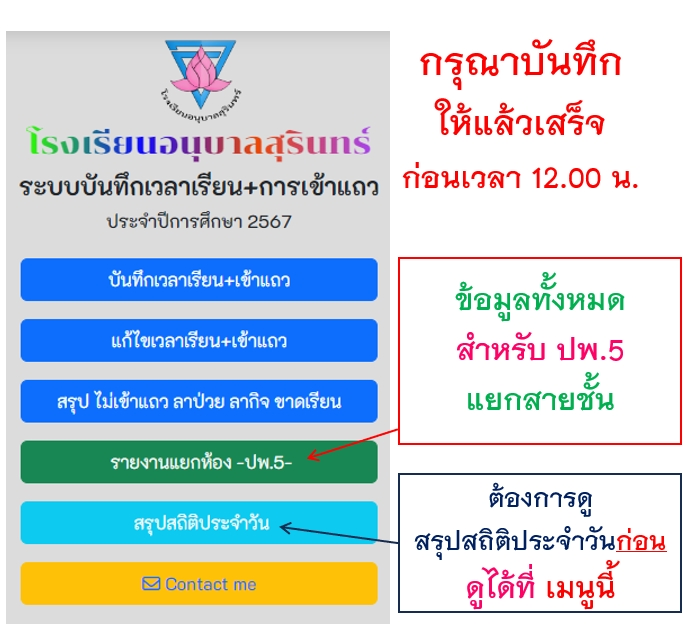 โรงเรียนอนุบาลสุรินทร์
โรงเรียนอนุบาลสุรินทร์
ระบบบันทึกเวลาเรียน+การเข้าแถว
ประจำปีการศึกษา 2567
บันทึกเวลาเรียน+เข้าแถว
แก้ไขเวลาเรียน+เข้าแถว
สรุป ไม่เข้าแถว ลาป่วย ลากิจ ขาดเรียน
รายงานแยกห้อง -ปพ.5-
สรุปสถิติประจำวัน
Contact me
กรุณาบันทึก
ให้แล้วเสร็จ
ก่อนเวลา 12.00 น.
ข้อมูลทั้งหมด
สำหรับ ปพ.5
แยกสายชั้น
ต้องการดู
สรุปสถิติประจำวันก่อน
ดูได้ที่ เมนูนี้